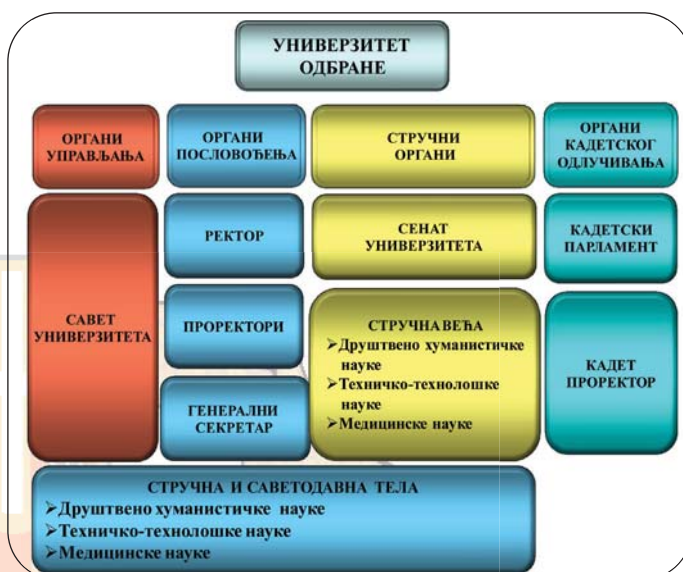 УНИВЕРЗИТЕТ
ОДБРАНЕ
ОРГАНИ
УПРАВЉАЊА
ОРГАНИ
ПОСЛОВОЂЕЊА
СТРУЧНИ
ОРГАНИ
ОРГАНИ
КАДЕТСКОГ
ОДЛУЧИВАЊА
САВЕТ
УНИВЕРЗИТЕТА
РЕКТОР
ПРОРЕКТОРИ
ГЕНЕРАЛНИ
СЕКРЕТАР
СЕНАТ
УНИВЕРЗИТЕТА
СТРУЧНА ВЕЋА
➢Друштвено хуманистичке
науке
➢Техничко-технолошке
науке
➢Медицинске науке
КАДЕТСКИ
ПАРЛАМЕНТ
КАДЕТ
ПРОРЕКТОР
СТРУЧНА И САВЕТОДАВНА ТЕЛА
➢Друштвено хуманистичке науке
➢Техничко-технолошке науке
➢Медицинске науке